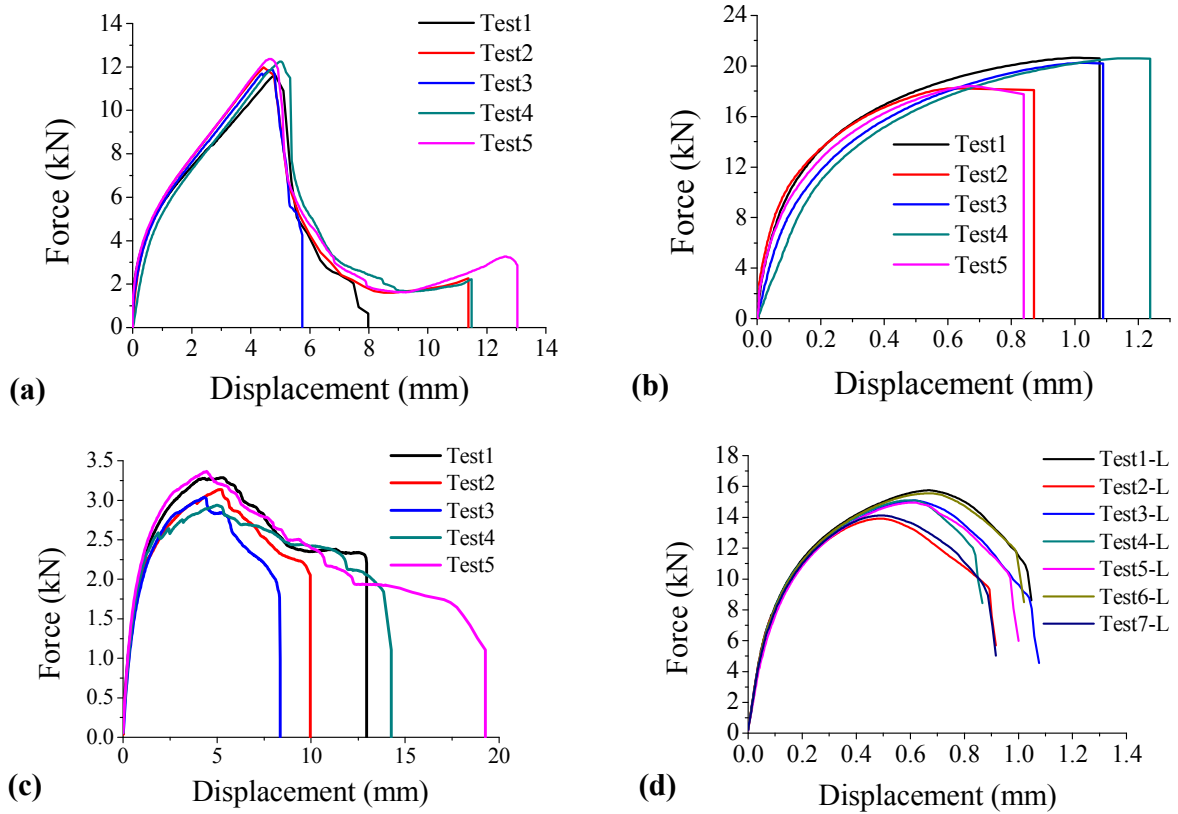 14
12
10
8
6
4
2
0
Force (kN)
Test1
Test2
Test3
Test4
Test5
0 2 4 6 8 10 12 14
Displacement (mm)
(a)
24
20
16
12
8
4
0
Force (kN)
Test1
Test2
Test3
Test4
Test5
0.0 0.2 0.4 0.6 0.8 1.0 1.2
Displacement (mm)
(b)
3.5
3.0
2.5
2.0
1.5
1.0
0.5
0.0
Force (kN)
Test1
Test2
Test3
Test4
Test5
0 5 10 15 20
Displacement (mm)
(c)
18
16
14
12
10
8
6
4
2
0
Force (kN)
Test1-L
Test2-L
Test3-L
Test4-L
Test5-L
Test6-L
Test7-L
0.0 0.2 0.4 0.6 0.8 1.0 1.2 1.4
Displacement (mm)
(d)